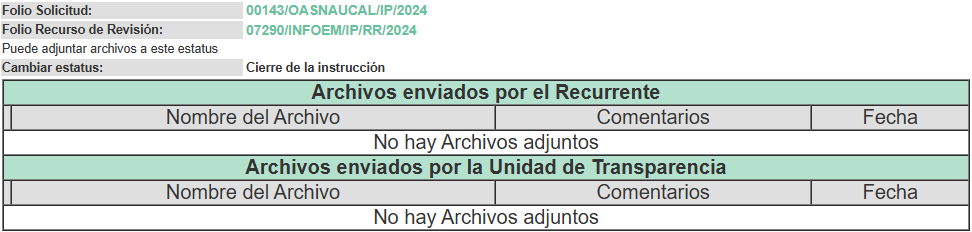 Folio Solicitud: 00143/OASNAUCAL/IP/2024
Folio Recurso de Revisión: 07290/INFOEM/IP/RR/2024
Puede adjuntar archivos a este estatus
Cambiar estatus: Cierre de la instrucción
Archivos enviados por el Recurrente
Nombre del Archivo Comentarios Fecha
No hay Archivos adjuntos
Archivos enviados por la Unidad de Transparencia
Nombre del Archivo Comentarios Fecha
No hay Archivos adjuntos